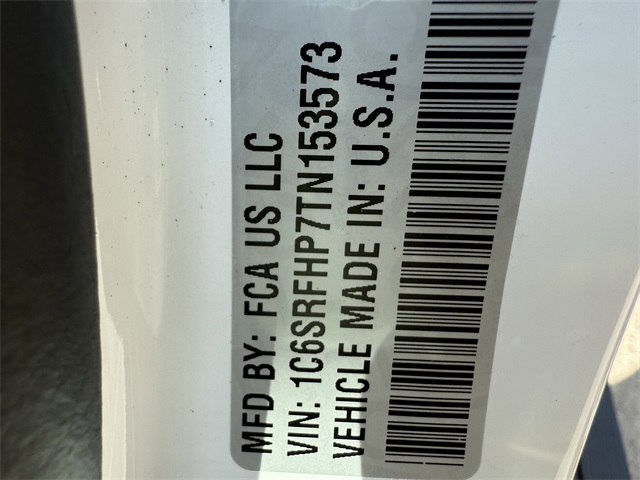 MFD BY: FCA US LLC
VIN: 1C6SRFHP7TN153573
VEHICLE MADE IN: U.S.A.